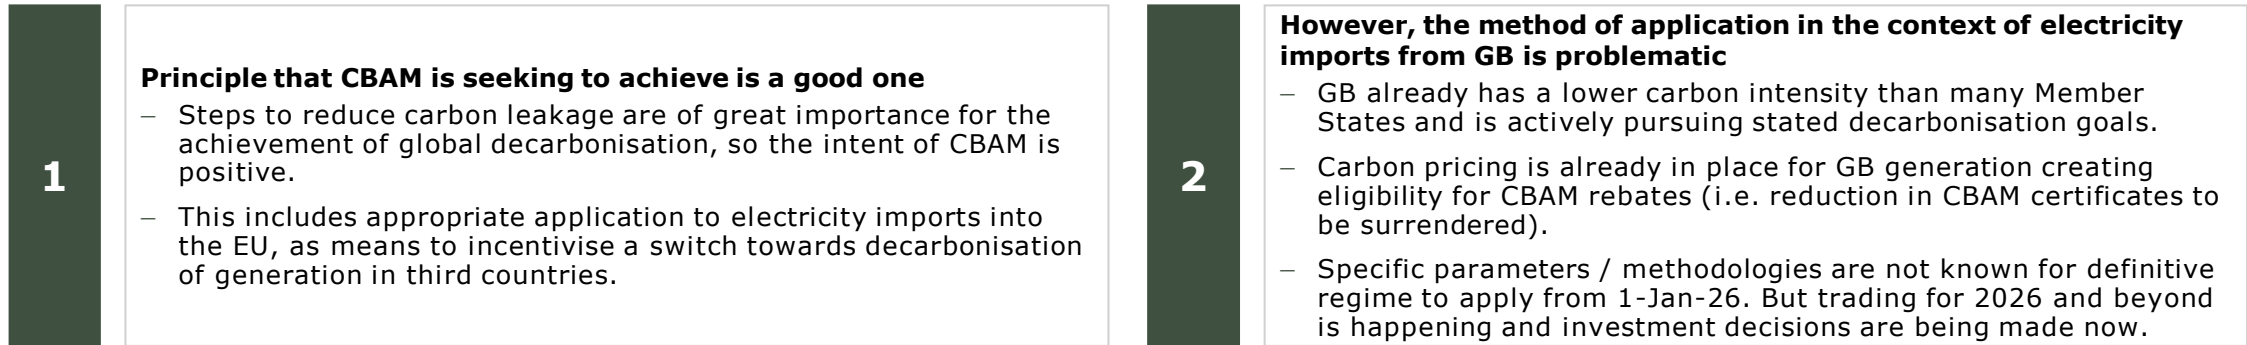 1
Principle that CBAM is seeking to achieve is a good one
– Steps to reduce carbon leakage are of great importance for the
achievement of global decarbonisation, so the intent of CBAM is
positive.
– This includes appropriate application to electricity imports into
the EU, as means to incentivise a switch towards decarbonisation
of generation in third countries.
2
However, the method of application in the context of electricity
imports from GB is problematic
– GB already has a lower carbon intensity than many Member
States and is actively pursuing stated decarbonisation goals.
– Carbon pricing is already in place for GB generation creating
eligibility for CBAM rebates (i.e. reduction in CBAM certificates to
be surrendered).
– Specific parameters / methodologies are not known for definitive
regime to apply from 1-Jan-26. But trading for 2026 and beyond
is happening and investment decisions are being made now.